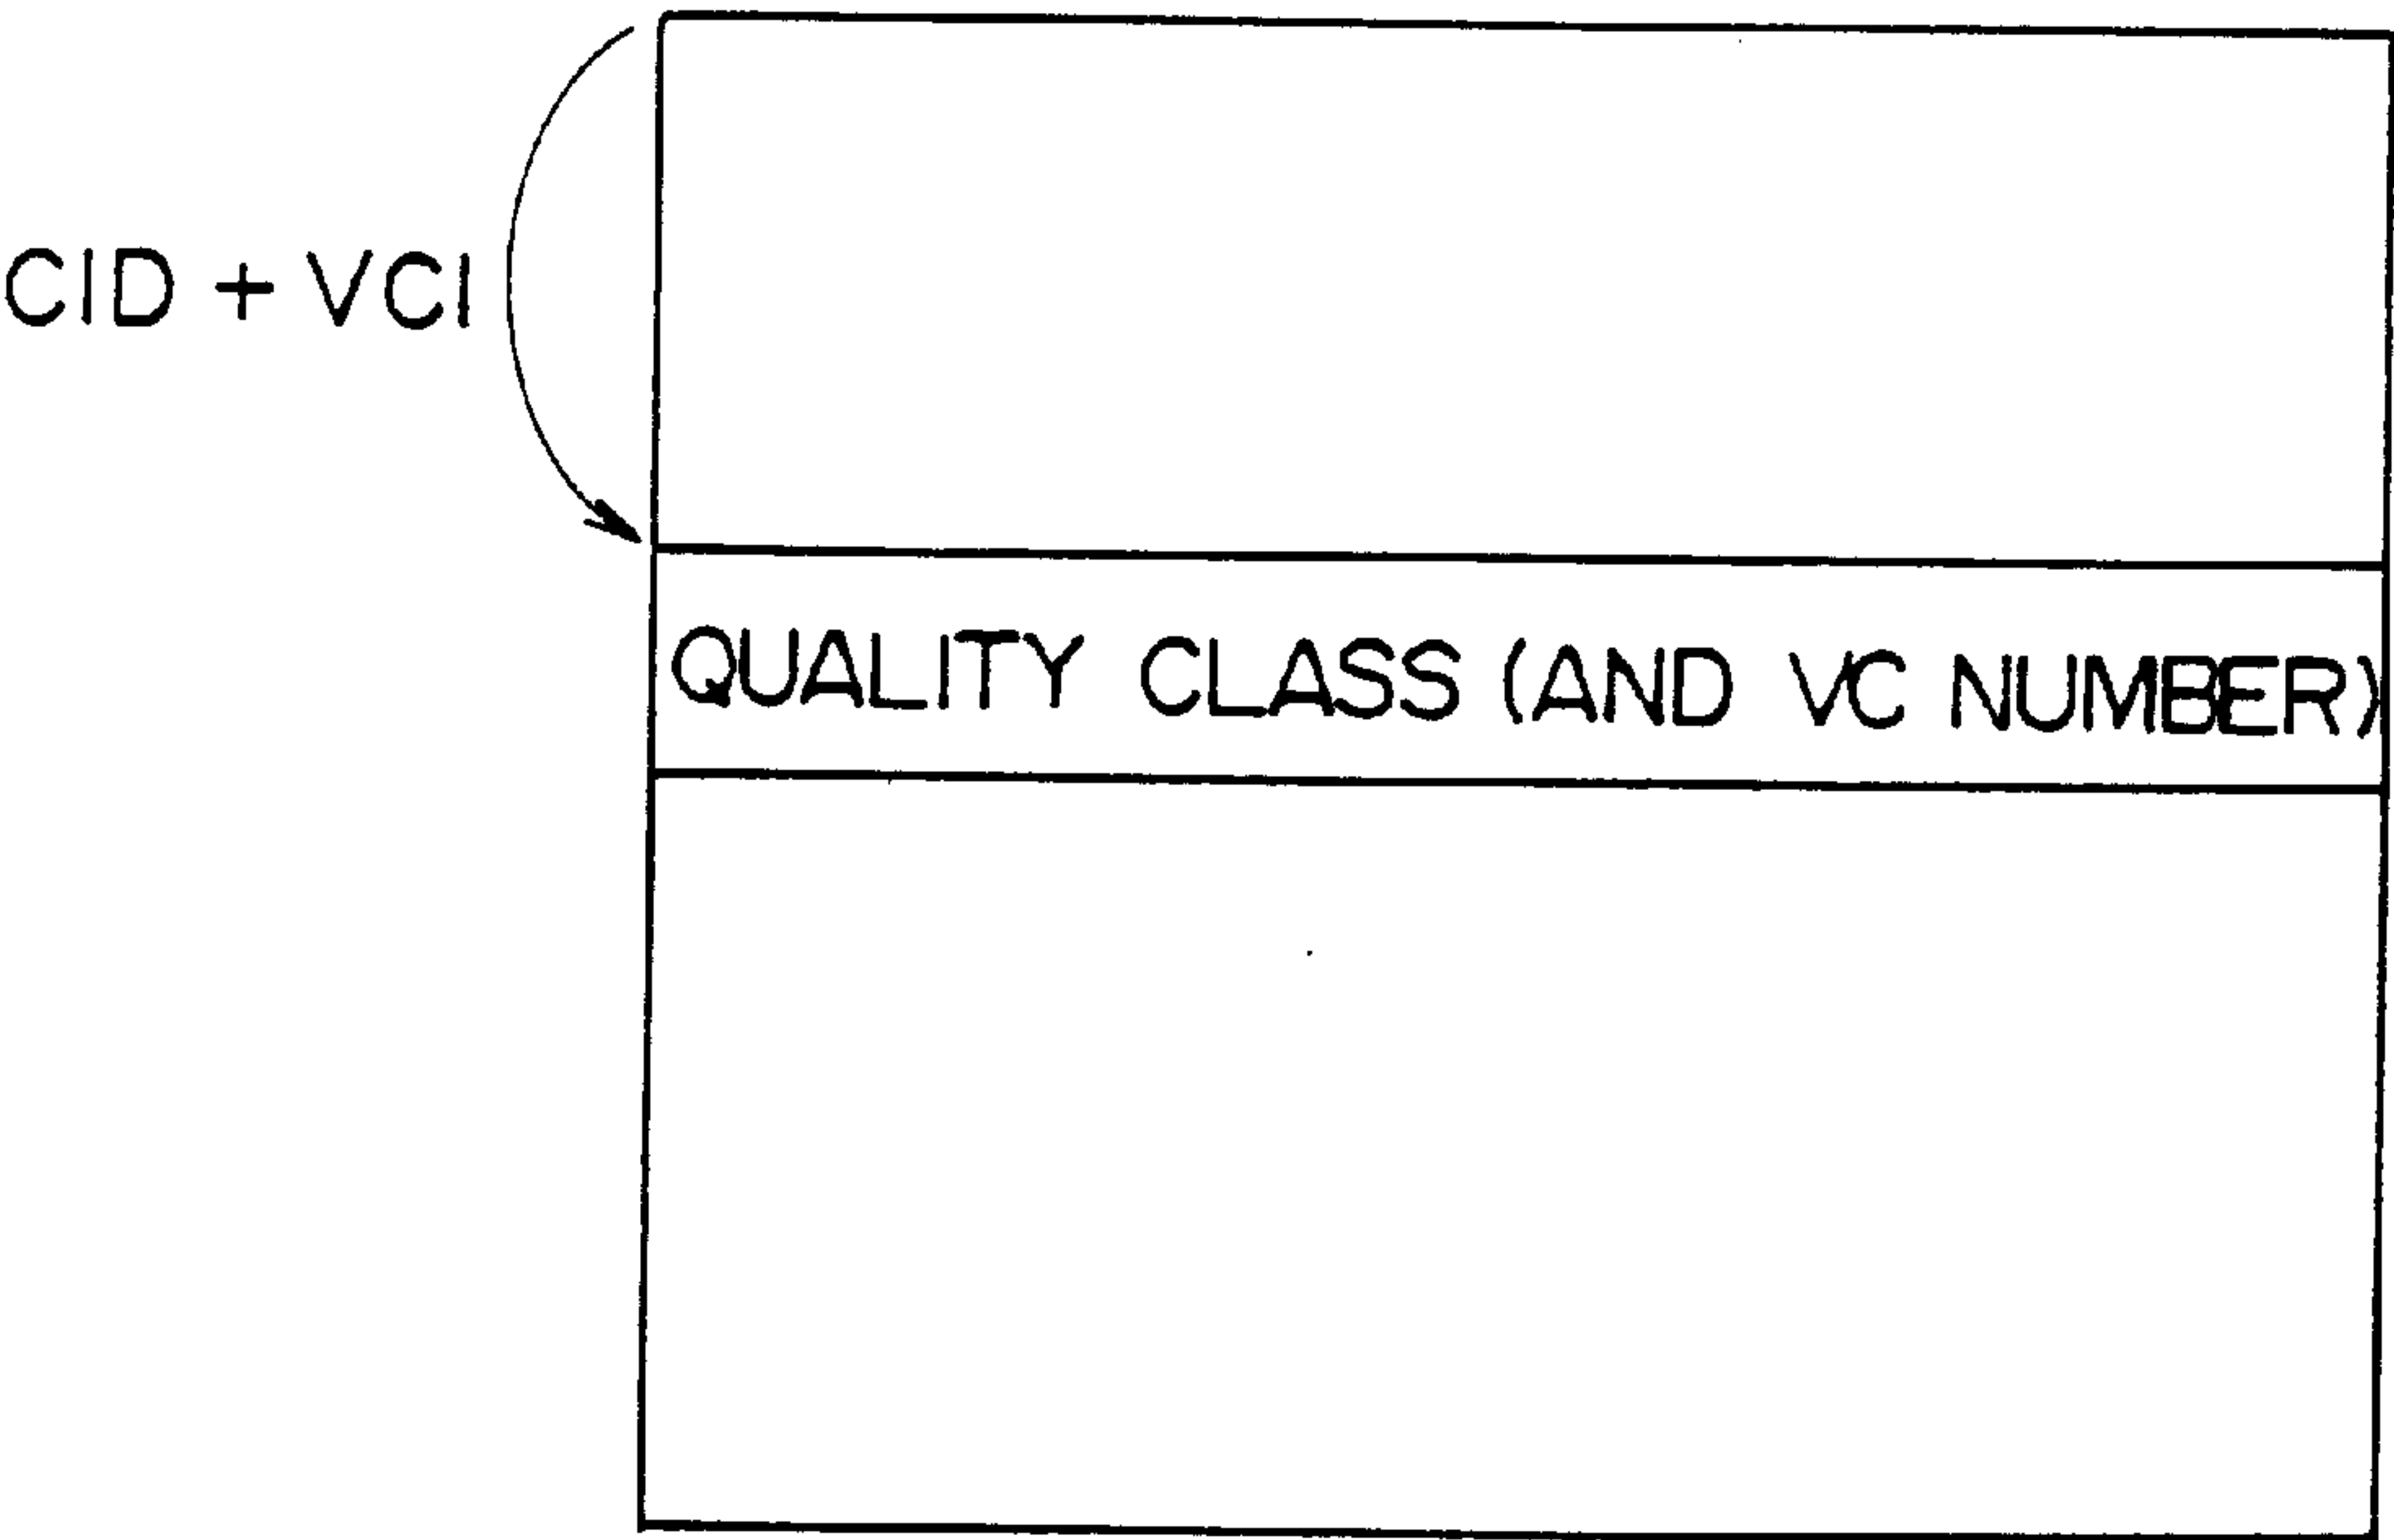 CID + VCI
QUALITY CLASS (AND VC NUMBER)